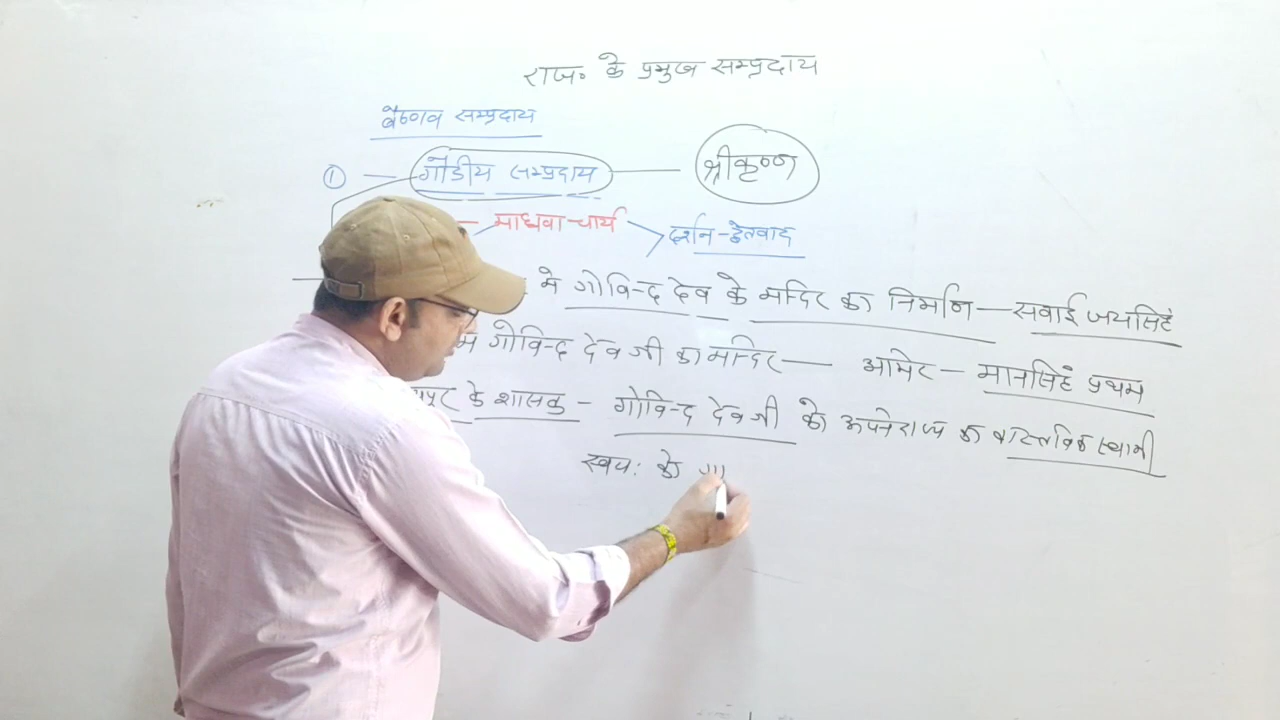 राज॰ के प्रमुख सम्प्रदाय
वैष्णव सम्प्रदाय
① — गौडीय सम्प्रदाय — श्रीकृष्ण
— माधवाचार्य दर्शन - द्वैतवाद
मे गोविन्द देव के मन्दिर का निर्माण — सवाई जयसिहं
मे गोविन्द देव जी का मन्दिर — आमेर — मानसिहं प्रथम
के शासक - गोविन्द देव जी को अपने राज्य का वास्तविक स्वामी
स्वय: को